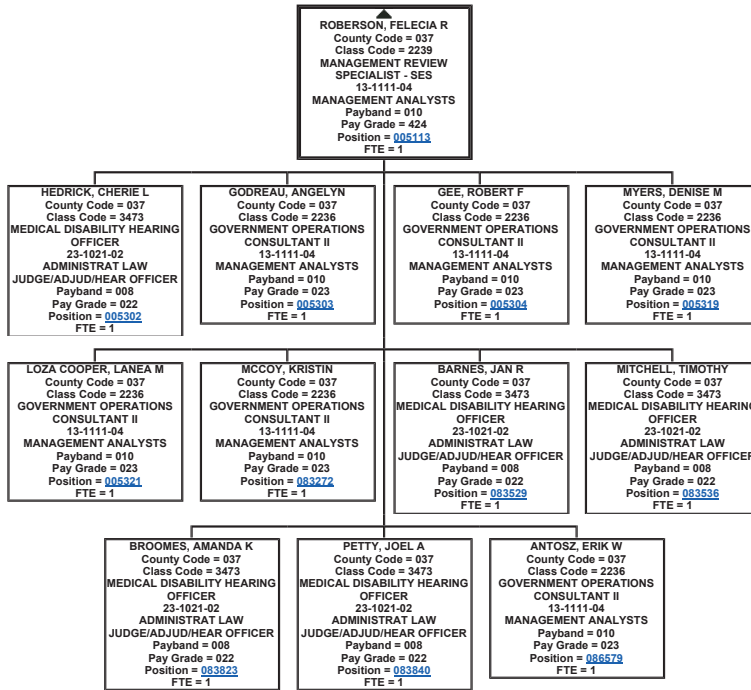 ROBERSON, FELECIA R
County Code = 037
Class Code = 2239
MANAGEMENT REVIEW
SPECIALIST - SES
13-1111-04
MANAGEMENT ANALYSTS
Payband = 010
Pay Grade = 424
Position = 005113
FTE = 1
HEDRICK, CHERIE L
County Code = 037
Class Code = 3473
MEDICAL DISABILITY HEARING
OFFICER
23-1021-02
ADMINISTRAT LAW
JUDGE/ADJUD/HEAR OFFICER
Payband = 008
Pay Grade = 022
Position = 005302
FTE = 1
GODREAU, ANGELYN
County Code = 037
Class Code = 2236
GOVERNMENT OPERATIONS
CONSULTANT II
13-1111-04
MANAGEMENT ANALYSTS
Payband = 010
Pay Grade = 023
Position = 005303
FTE = 1
GEE, ROBERT F
County Code = 037
Class Code = 2236
GOVERNMENT OPERATIONS
CONSULTANT II
13-1111-04
MANAGEMENT ANALYSTS
Payband = 010
Pay Grade = 023
Position = 005304
FTE = 1
MYERS, DENISE M
County Code = 037
Class Code = 2236
GOVERNMENT OPERATIONS
CONSULTANT II
13-1111-04
MANAGEMENT ANALYSTS
Payband = 010
Pay Grade = 023
Position = 005319
FTE = 1
LOZA COOPER, LANEA M
County Code = 037
Class Code = 2236
GOVERNMENT OPERATIONS
CONSULTANT II
13-1111-04
MANAGEMENT ANALYSTS
Payband = 010
Pay Grade = 023
Position = 005321
FTE = 1
MCCOY, KRISTIN
County Code = 037
Class Code = 2236
GOVERNMENT OPERATIONS
CONSULTANT II
13-1111-04
MANAGEMENT ANALYSTS
Payband = 010
Pay Grade = 023
Position = 083272
FTE = 1
BARNES, JAN R
County Code = 037
Class Code = 3473
MEDICAL DISABILITY HEARING
OFFICER
23-1021-02
ADMINISTRAT LAW
JUDGE/ADJUD/HEAR OFFICER
Payband = 008
Pay Grade = 022
Position = 083529
FTE = 1
MITCHELL, TIMOTHY
County Code = 037
Class Code = 3473
MEDICAL DISABILITY HEARING
OFFICER
23-1021-02
ADMINISTRAT LAW
JUDGE/ADJUD/HEAR OFFICER
Payband = 008
Pay Grade = 022
Position = 083536
FTE = 1
BROOMES, AMANDA K
County Code = 037
Class Code = 3473
MEDICAL DISABILITY HEARING
OFFICER
23-1021-02
ADMINISTRAT LAW
JUDGE/ADJUD/HEAR OFFICER
Payband = 008
Pay Grade = 022
Position = 083823
FTE = 1
PETTY, JOEL A
County Code = 037
Class Code = 3473
MEDICAL DISABILITY HEARING
OFFICER
23-1021-02
ADMINISTRAT LAW
JUDGE/ADJUD/HEAR OFFICER
Payband = 008
Pay Grade = 022
Position = 083840
FTE = 1
ANTOSZ, ERIK W
County Code = 037
Class Code = 2236
GOVERNMENT OPERATIONS
CONSULTANT II
13-1111-04
MANAGEMENT ANALYSTS
Payband = 010
Pay Grade = 023
Position = 086579
FTE = 1